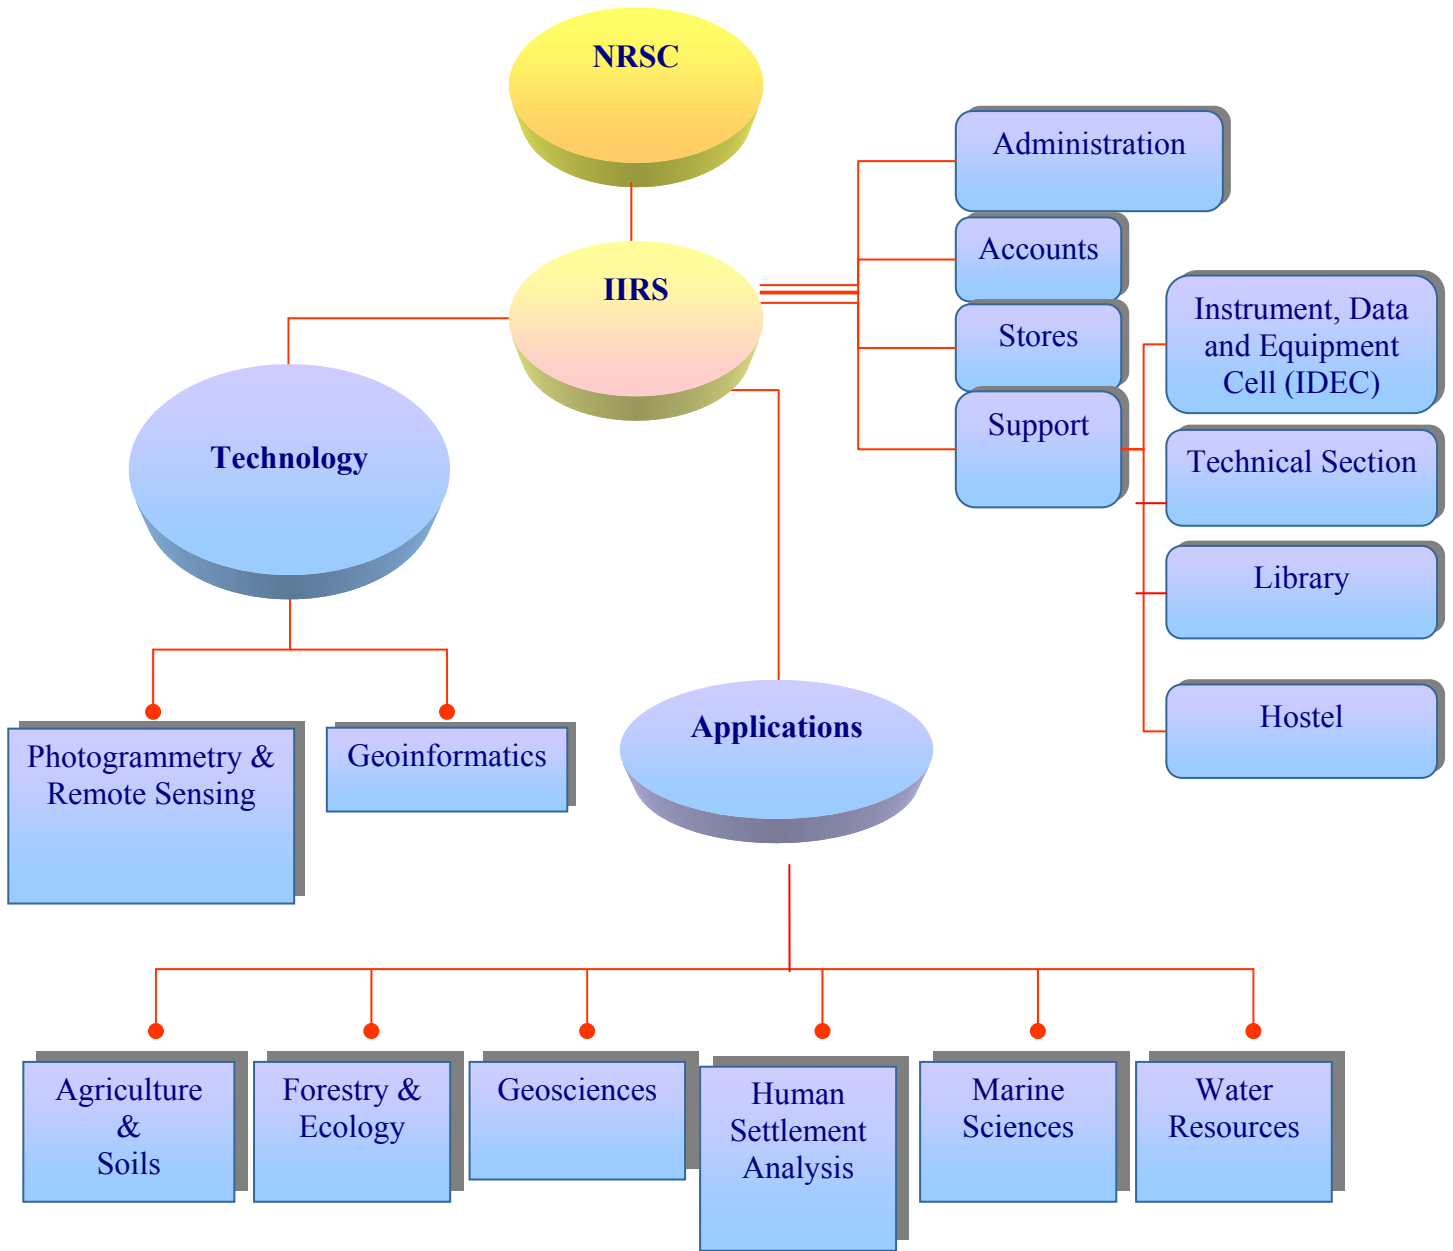 NRSC
Administration
Accounts
IIRS
Stores
Support
Instrument, Data
and Equipment
Cell (IDEC)
Technical Section
Library
Hostel
Technology
Photogrammetry &
Remote Sensing
Geoinformatics
Applications
Agriculture
&
Soils
Forestry &
Ecology
Geosciences
Human
Settlement
Analysis
Marine
Sciences
Water
Resources